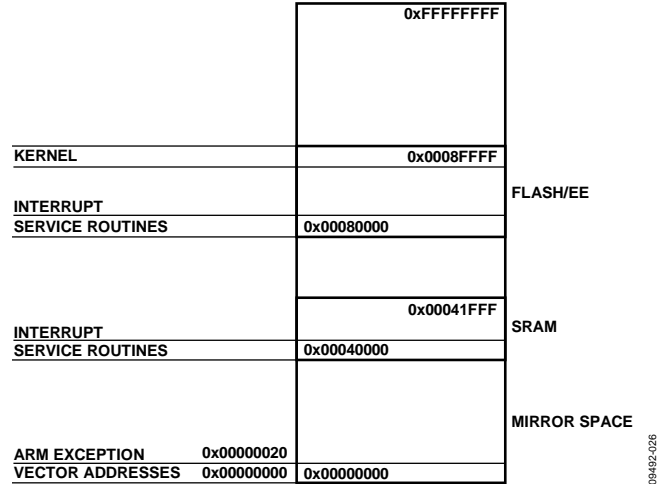 0xFFFFFFFF
KERNEL
0x0008FFFF
FLASH/EE
INTERRUPT
SERVICE ROUTINES
0x00080000
0x00041FFF
SRAM
INTERRUPT
SERVICE ROUTINES
0x00040000
MIRROR SPACE
ARM EXCEPTION 0x00000020
VECTOR ADDRESSES 0x00000000 0x00000000
09492-026